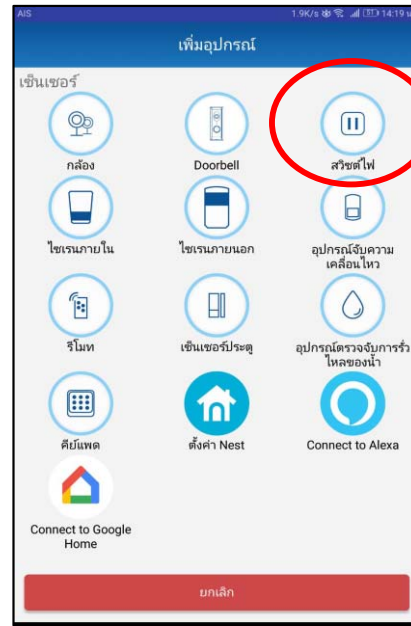 AIS 1.9K/s 51 14:19 น
เพิ่มอุปกรณ์
เซ็นเซอร์
กล้อง
Doorbell
สวิซต์ไฟ
ไซเรนภายใน
ไซเรนภายนอก
อุปกรณ์จับความ
เคลื่อนไหว
รีโมท
เซ็นเซอร์ประตู
อุปกรณ์ตรวจจับการรั่ว
ไหลของน้ำ
คีย์แพด
ตั้งค่า Nest
Connect to Alexa
Connect to Google
Home
ยกเลิก